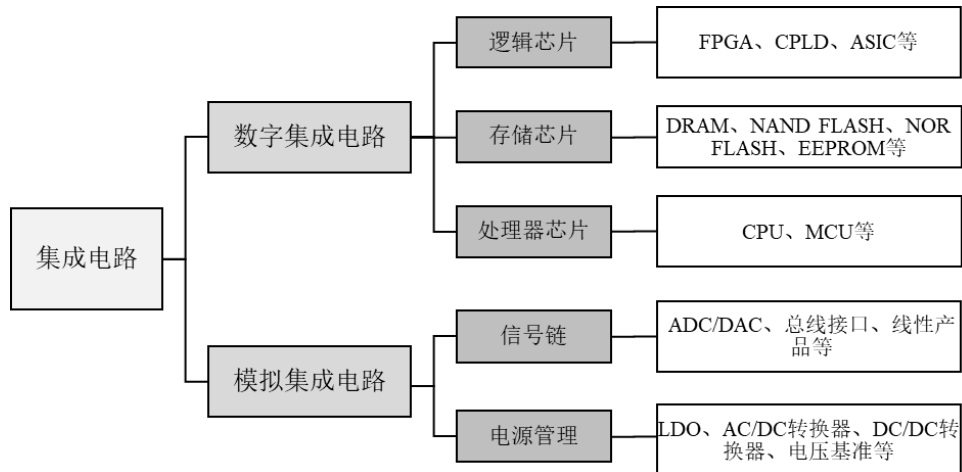 集成电路
数字集成电路
逻辑芯片
FPGA、CPLD、ASIC等
存储芯片
DRAM、NAND FLASH、NOR
FLASH、EEPROM等
处理器芯片
CPU、MCU等
模拟集成电路
信号链
ADC/DAC、总线接口、线性产
品等
电源管理
LDO、AC/DC转换器、DC/DC转
换器、电压基准等